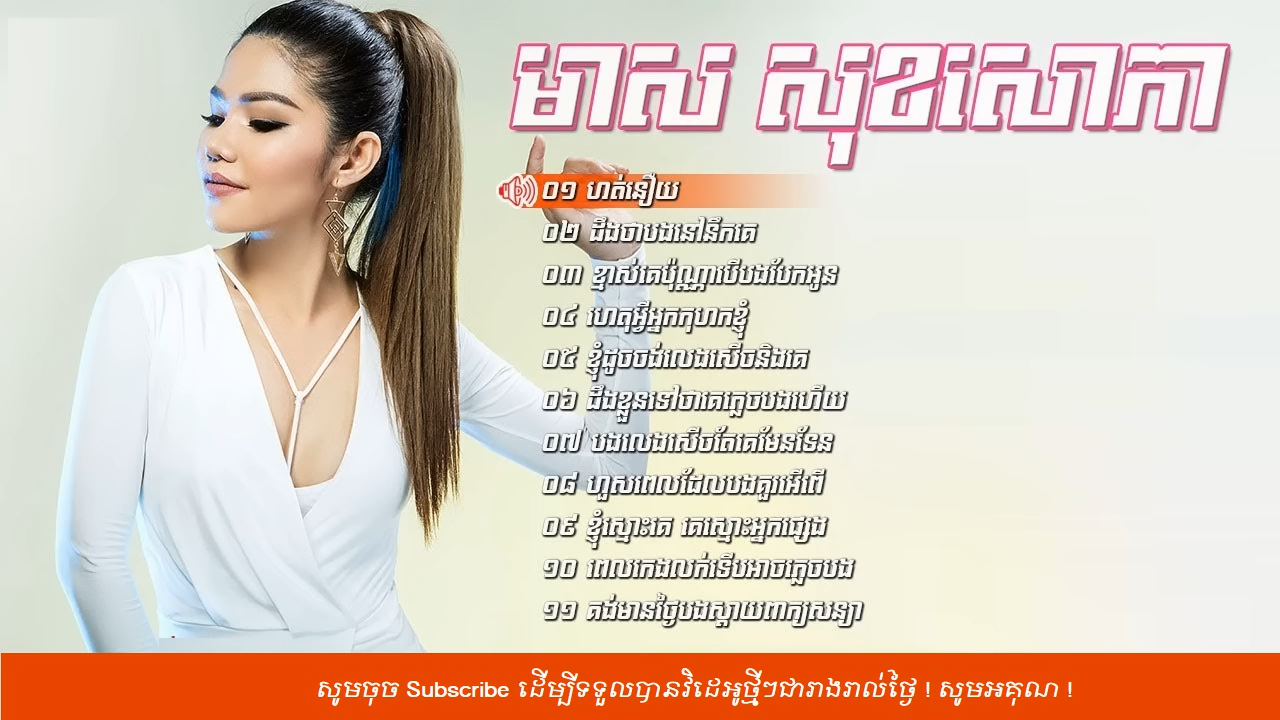 មាស សុខសោភា
០១ ហត់នឿយ
០២ ដឹងថាបងនៅនឹកគេ
០៣ ខ្មាស់គេប៉ុណ្ណាបើបងបែកអូន
០៤ ហេតុអ្វីអ្នកកុហកខ្ញុំ
០៥ ខ្ញុំដូចចង់លេងសើចនិងគេ
០៦ ដឹងខ្លួនទៅថាគេភ្លេចបងហើយ
០៧ បងលេងសើចតែគេមែនទែន
០៨ ហួសពេលដែលបងគួរអើពើ
០៩ ខ្ញុំស្មោះគេ គេស្មោះអ្នកផ្សេង
១០ ពេលកេងលក់ទើបអាចភ្លេចបង
១១ គង់មានថ្ងៃបងស្ដាយពាក្យសន្យា
សូមចុច Subscribe ដើម្បីទទួលបានវិដេអូថ្មីៗជារាងរាល់ថ្ងៃ ! សូមអគុណ !